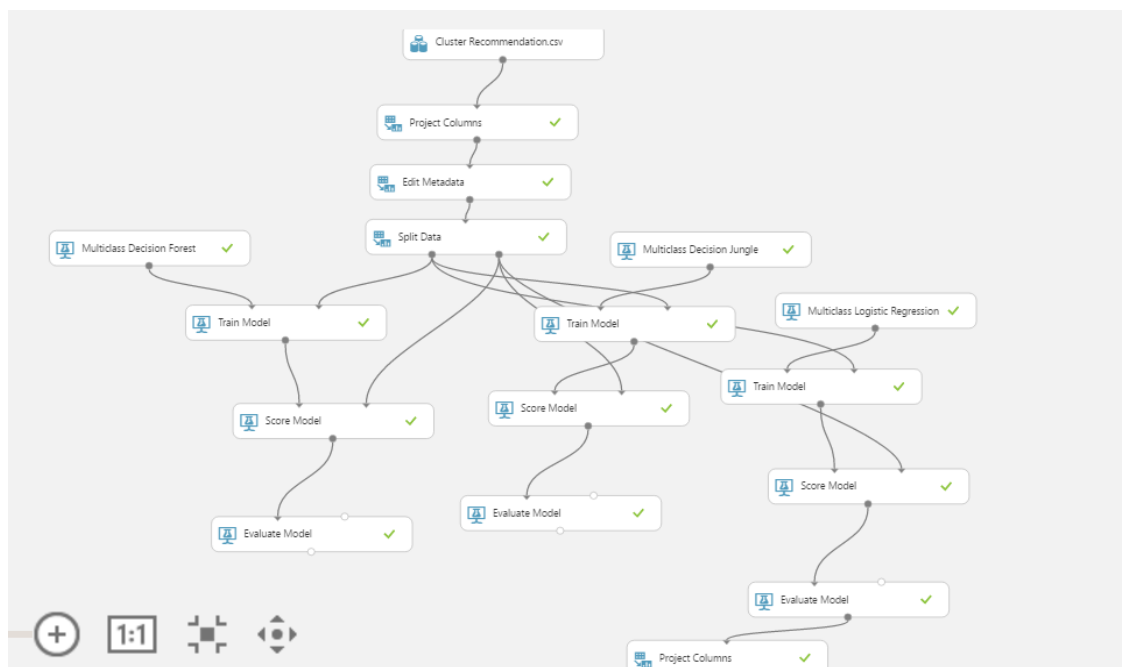 Cluster Recommendation.csv
Project Columns
Edit Metadata
Split Data
Multiclass Decision Forest
Multiclass Decision Jungle
Train Model
Train Model
Multiclass Logistic Regression
Train Model
Score Model
Score Model
Score Model
Evaluate Model
Evaluate Model
Evaluate Model
1:1
Project Columns